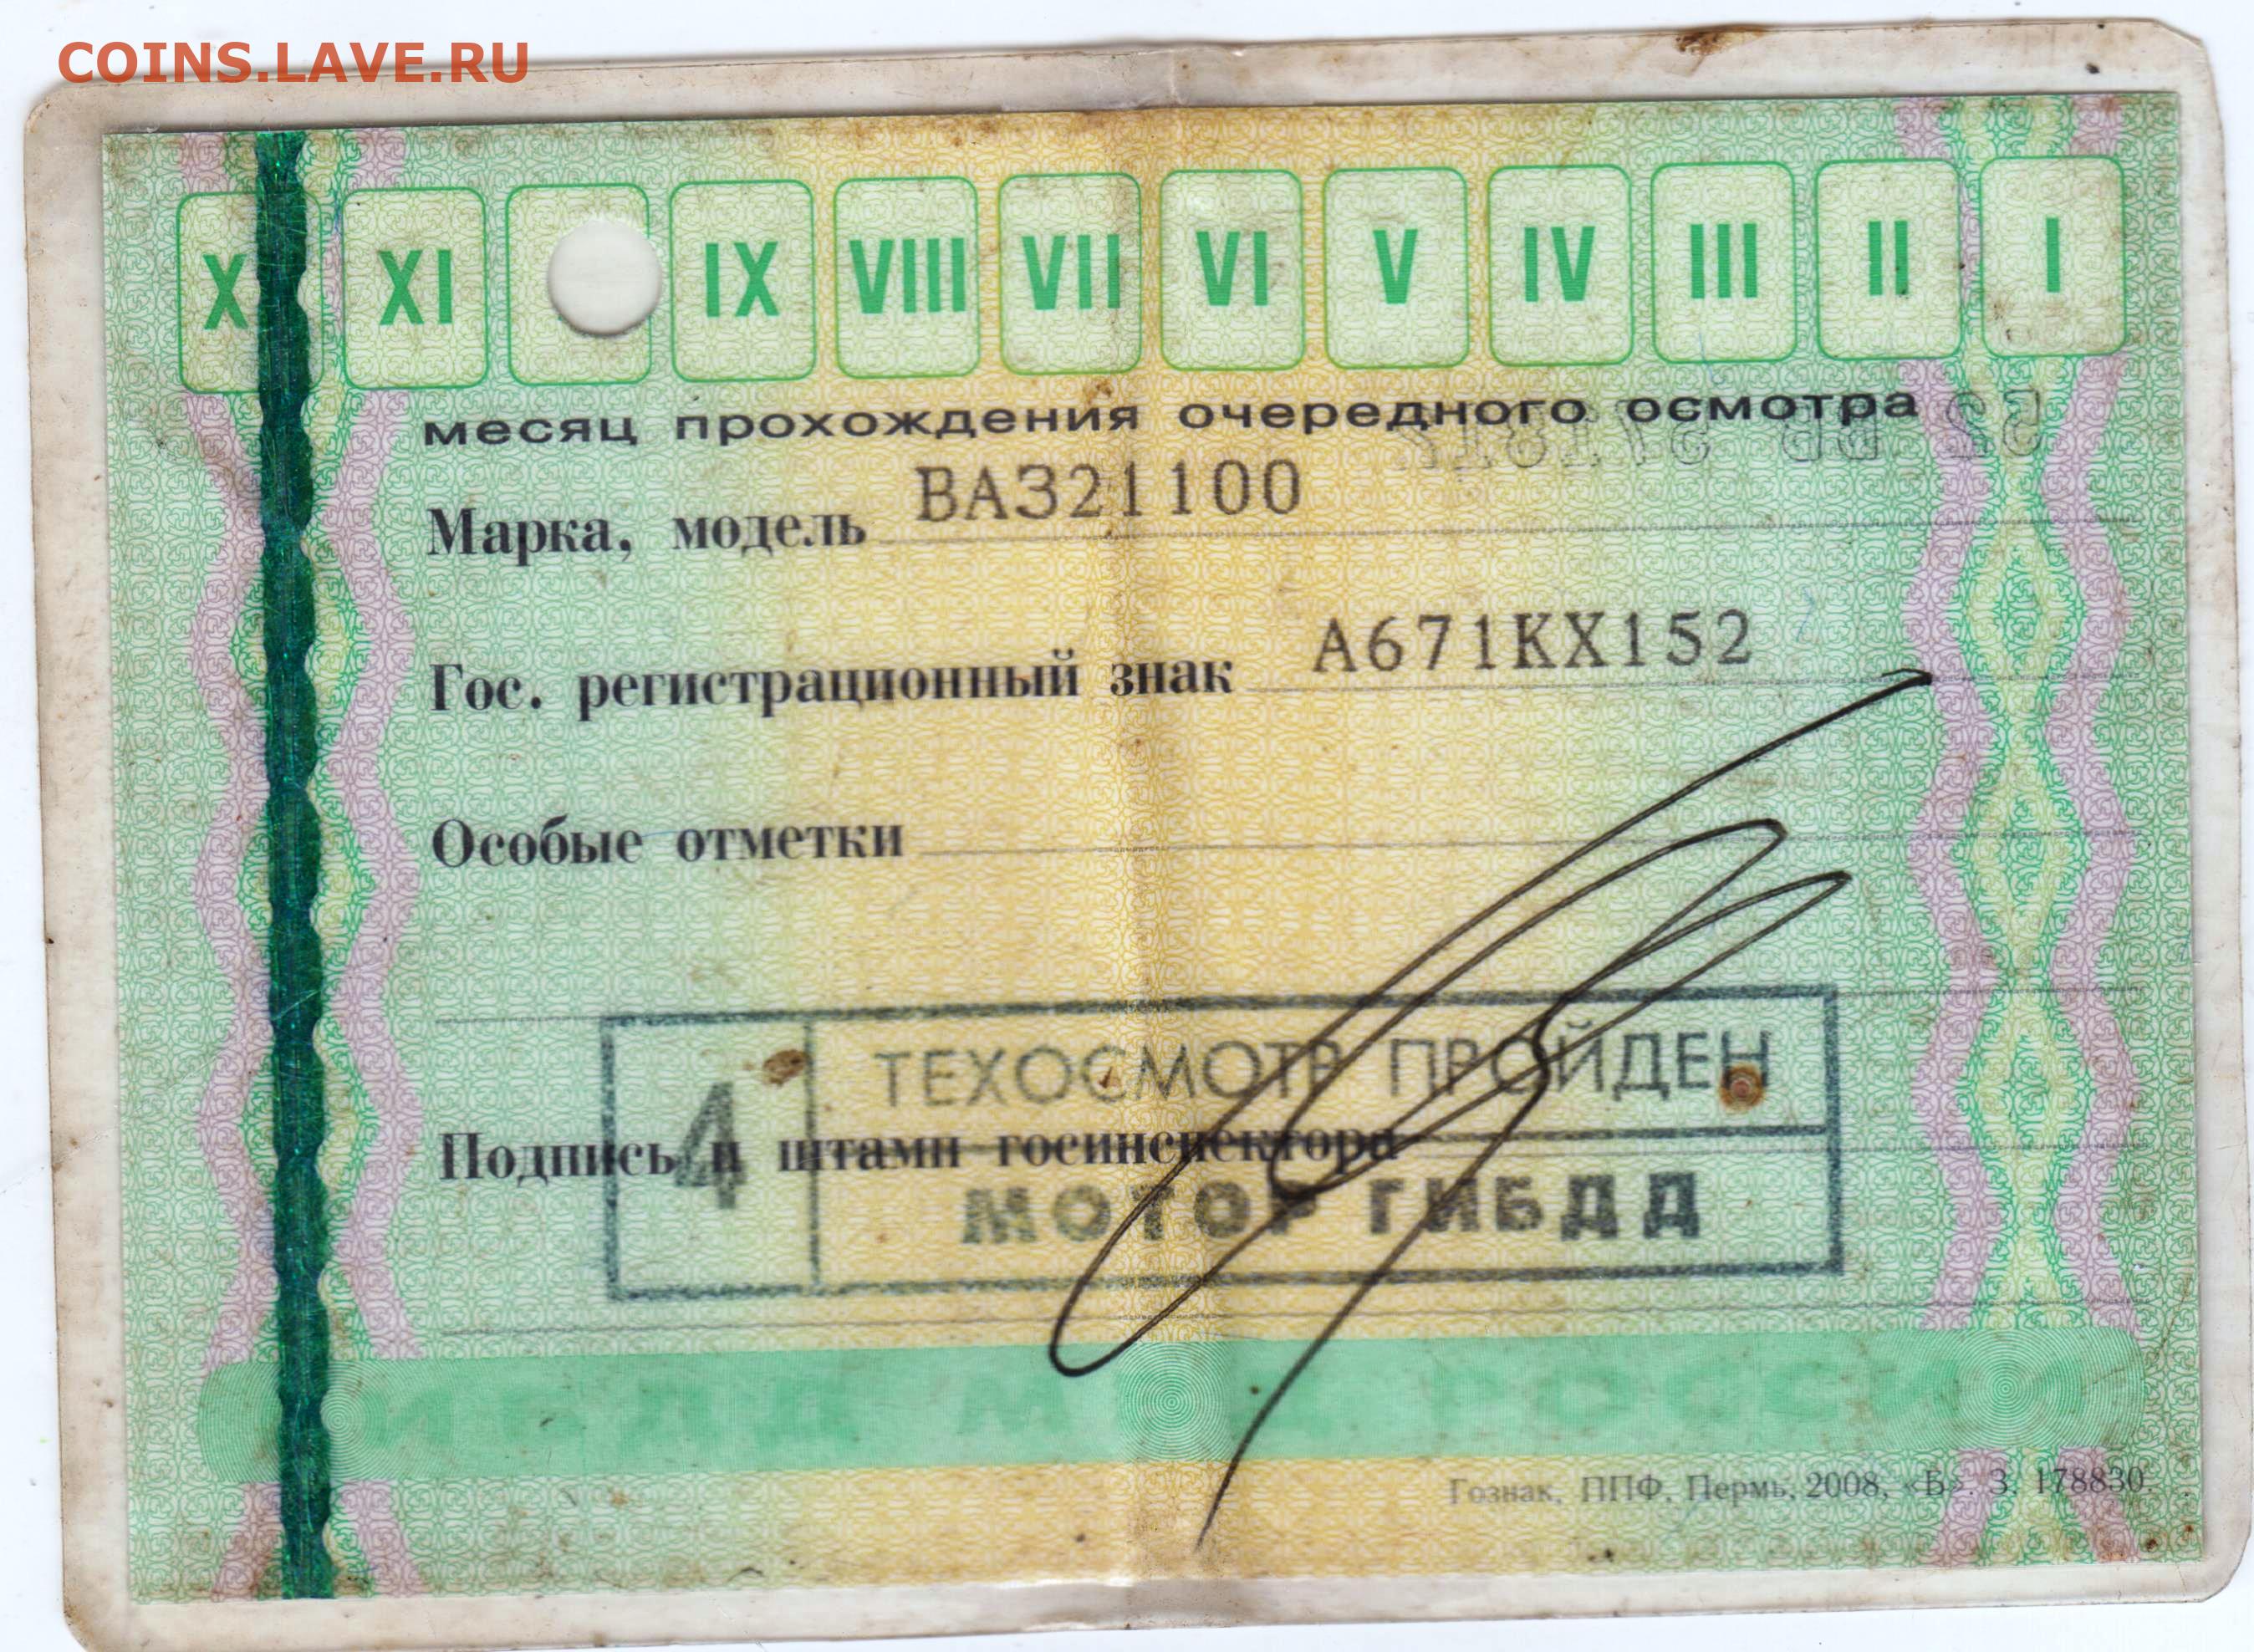 COINS.LAVE.RU
XI IX VIII VII VI V IV III II I
месяц прохождения очередного осмотра
Марка, модель ВАЗ21100
Гос. регистрационный знак А671КХ152
Особые отметки
4 ТЕХОСМОТР ПРОЙДЕН
Подпись и штамп госинспектора
МОТОР ГИБДД
Гознак, ППФ, Пермь, 2008, «Б». З. 178830.